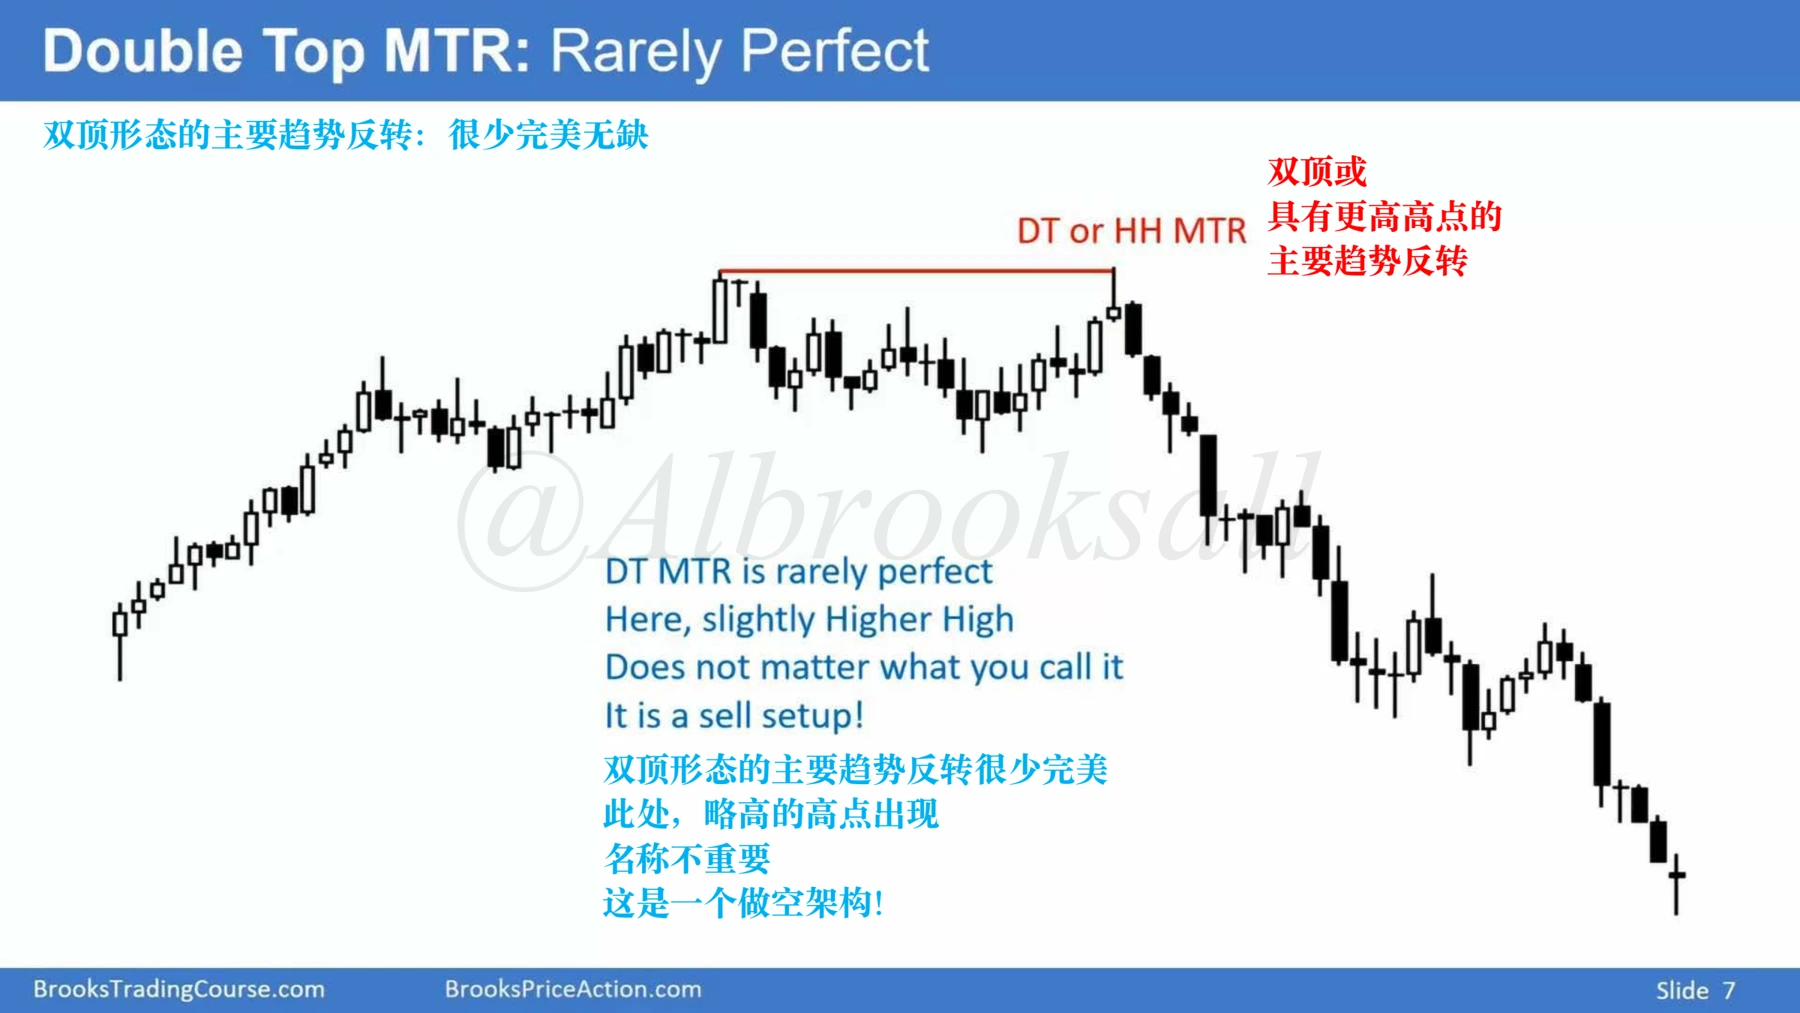 Double Top MTR: Rarely Perfect
双顶形态的主要趋势反转：很少完美无缺
双顶或
具有更高高点的
主要趋势反转
DT or HH MTR
@Albrooksall
DT MTR is rarely perfect
Here, slightly Higher High
Does not matter what you call it
It is a sell setup!
双顶形态的主要趋势反转很少完美
此处，略高的高点出现
名称不重要
这是一个做空架构！
BrooksTradingCourse.com
BrooksPriceAction.com
Slide 7